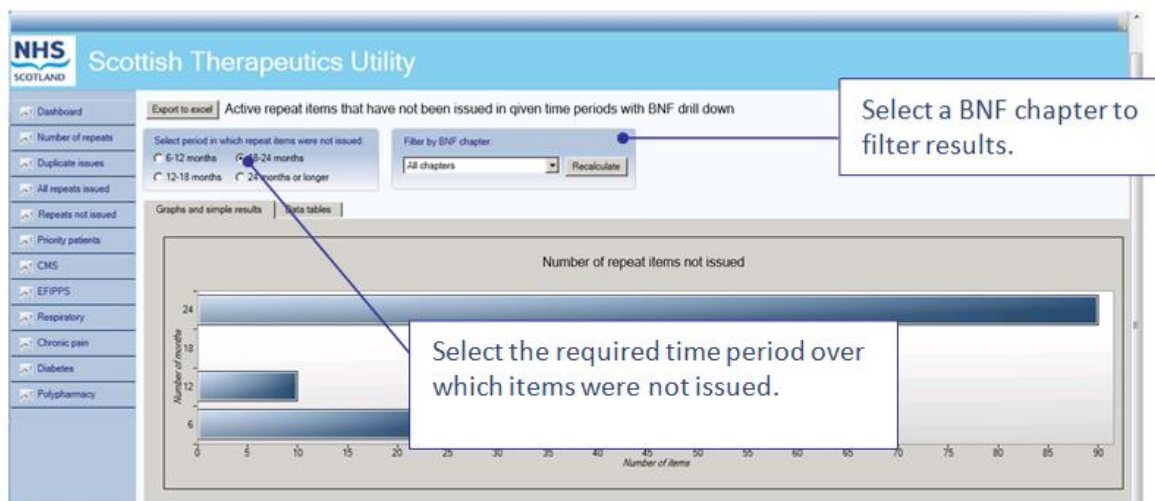 NHS
SCOTLAND
Scottish Therapeutics Utility
Dashboard
Number of repeats
Duplicate issues
All repeats issued
Repeats not issued
Priority patients
CMS
EFIPPS
Respiratory
Chronic pain
Diabetes
Polypharmacy
Export to excel Active repeat items that have not been issued in given time periods with BNF drill down
Select period in which repeat items were not issued:
6-12 months 18-24 months
12-18 months 24 months or longer
Filter by BNF chapter:
All chapters Recalculate
Select a BNF chapter to
filter results.
Graphs and simple results Data tables
Number of repeat items not issued
Number of months
24
18
12
6
Select the required time period over
which items were not issued.
0 5 10 15 20 25 30 35 40 45 50 55 60 65 70 75 80 85 90
Number of items